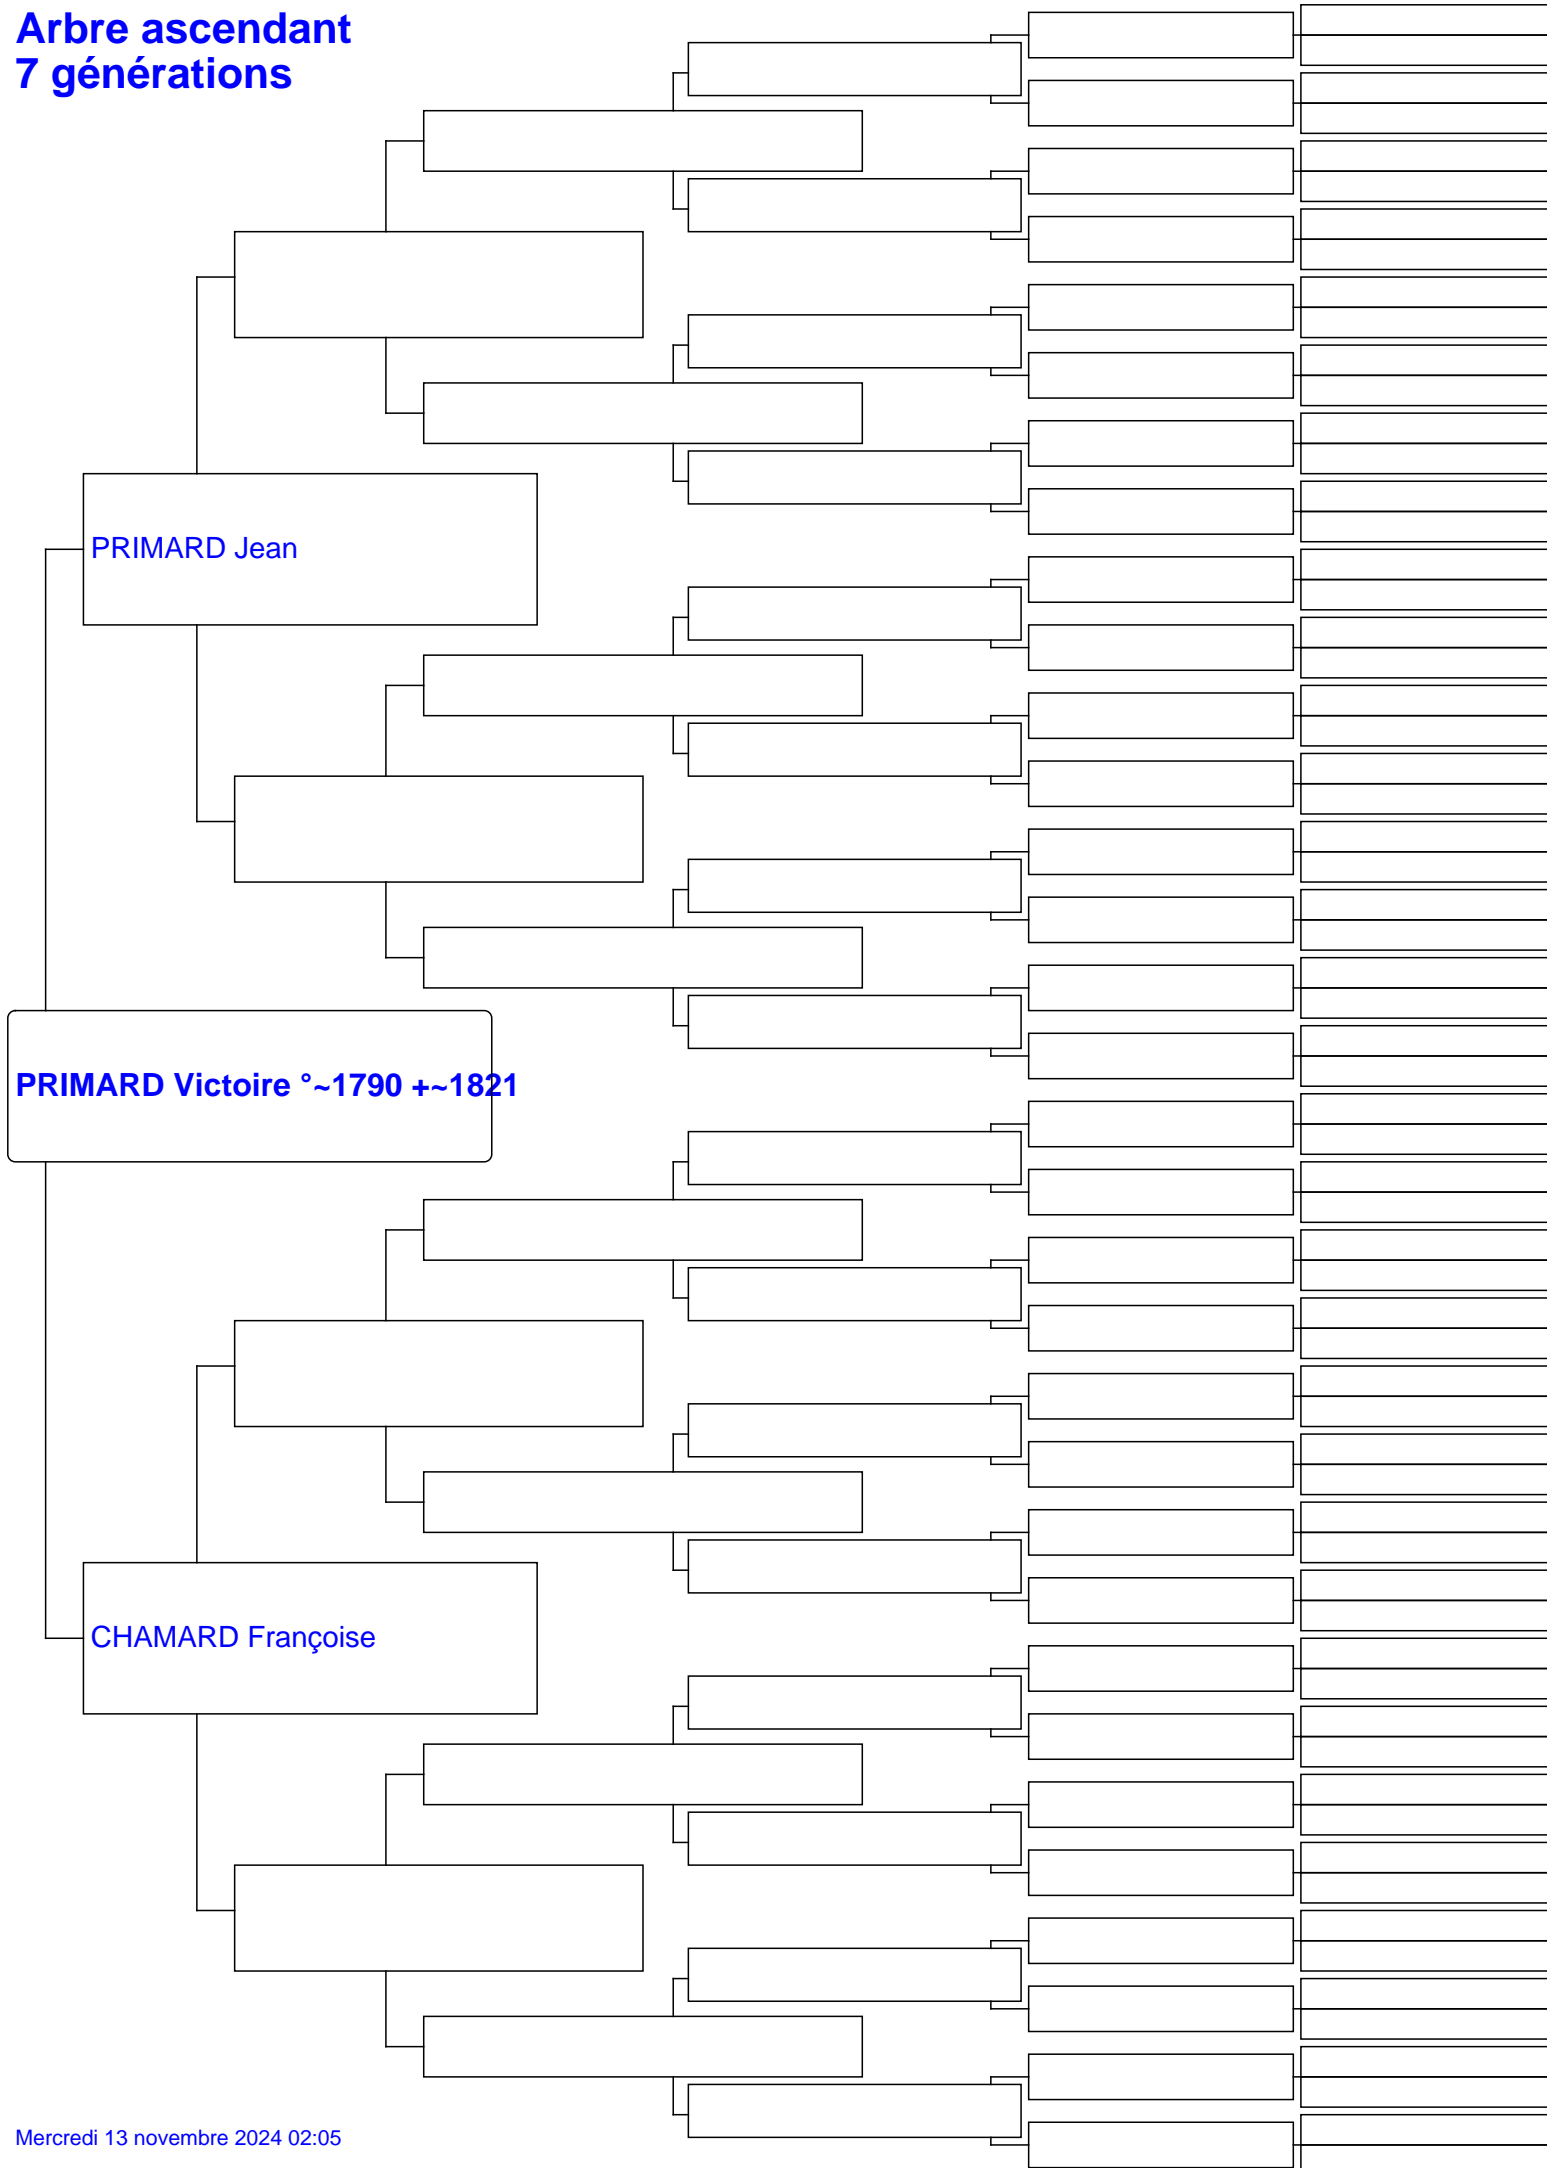 Arbre ascendant
7 générations
PRIMARD Jean
PRIMARD Victoire °~1790 +~1821
CHAMARD Françoise
Mercredi 13 novembre 2024 02:05